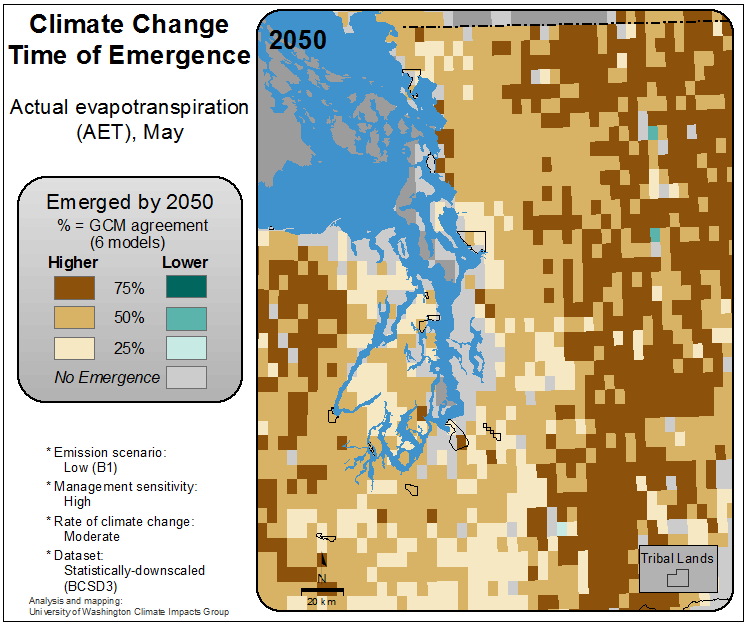 Climate Change
Time of Emergence
Actual evapotranspiration
(AET), May
Emerged by 2050
% = GCM agreement
(6 models)
Higher Lower
75%
50%
25%
No Emergence
* Emission scenario:
Low (B1)
* Management sensitivity:
High
* Rate of climate change:
Moderate
* Dataset:
Statistically-downscaled
(BCSD3)
Analysis and mapping:
University of Washington Climate Impacts Group
2050
N
20 km
Tribal Lands